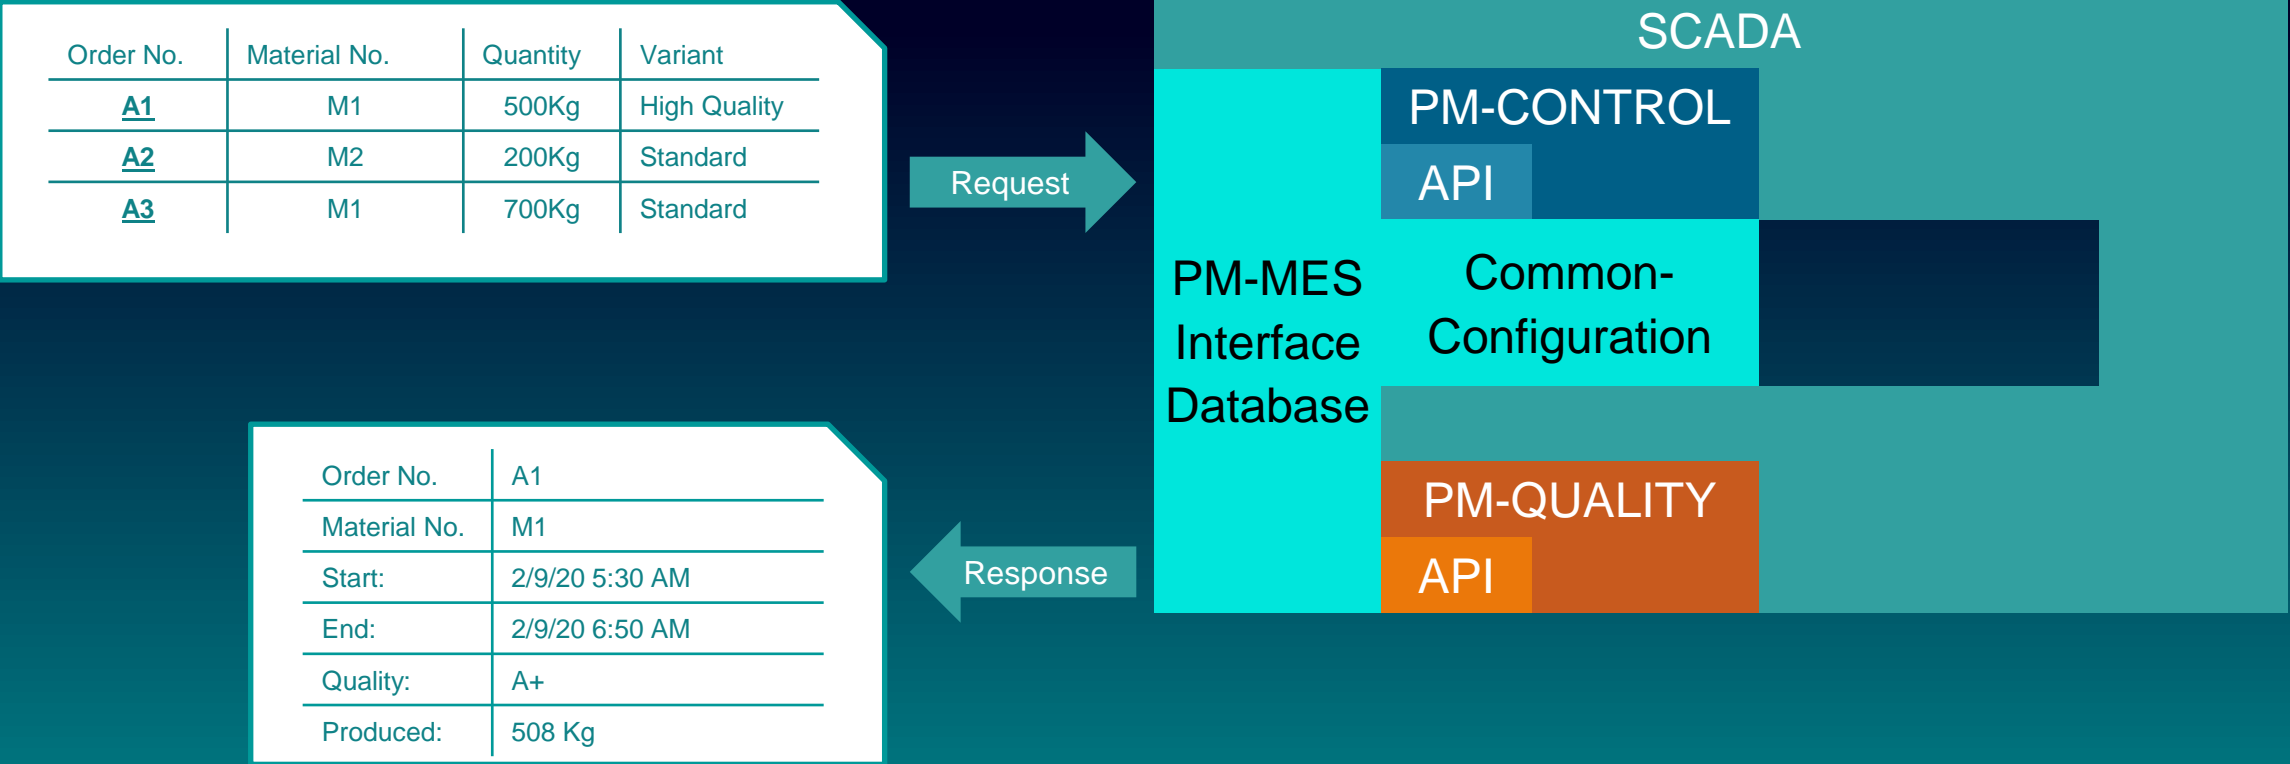 Order No. Material No. Quantity Variant
A1 M1 500Kg High Quality
A2 M2 200Kg Standard
A3 M1 700Kg Standard
Request
Order No. A1
Material No. M1
Start: 2/9/20 5:30 AM
End: 2/9/20 6:50 AM
Quality: A+
Produced: 508 Kg
Response
SCADA
PM-MES
Interface
Database
PM-CONTROL
API
Common-
Configuration
PM-QUALITY
API